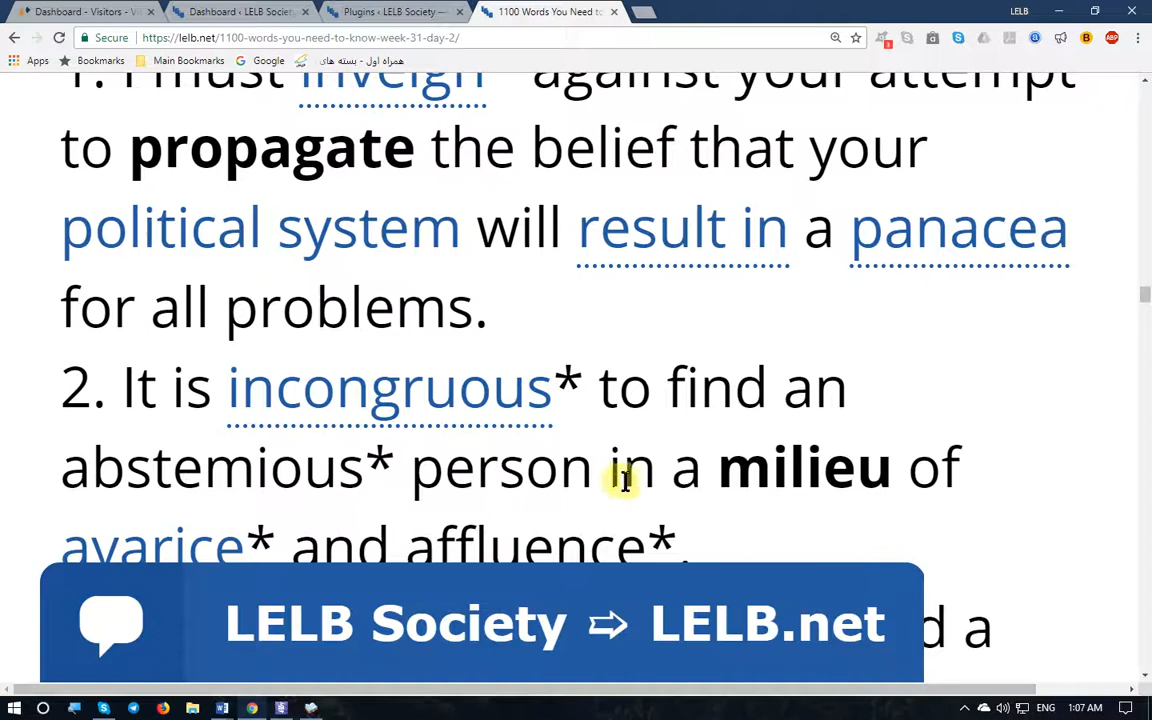 Dashboard - Visitors - Vi
Dashboard ‹ LELB Societ
Plugins ‹ LELB Society —
1100 Words You Need to
LELB
Secure
https://lelb.net/1100-words-you-need-to-know-week-31-day-2/
Apps
Bookmarks
Main Bookmarks
Google
همراه اول - بسته های
1. I must inveigh against your attempt
to propagate the belief that your
political system will result in a panacea
for all problems.
2. It is incongruous* to find an
abstemious* person in a milieu of
avarice* and affluence*.
d a
LELB Society ⇨ LELB.net
ENG
1:07 AM